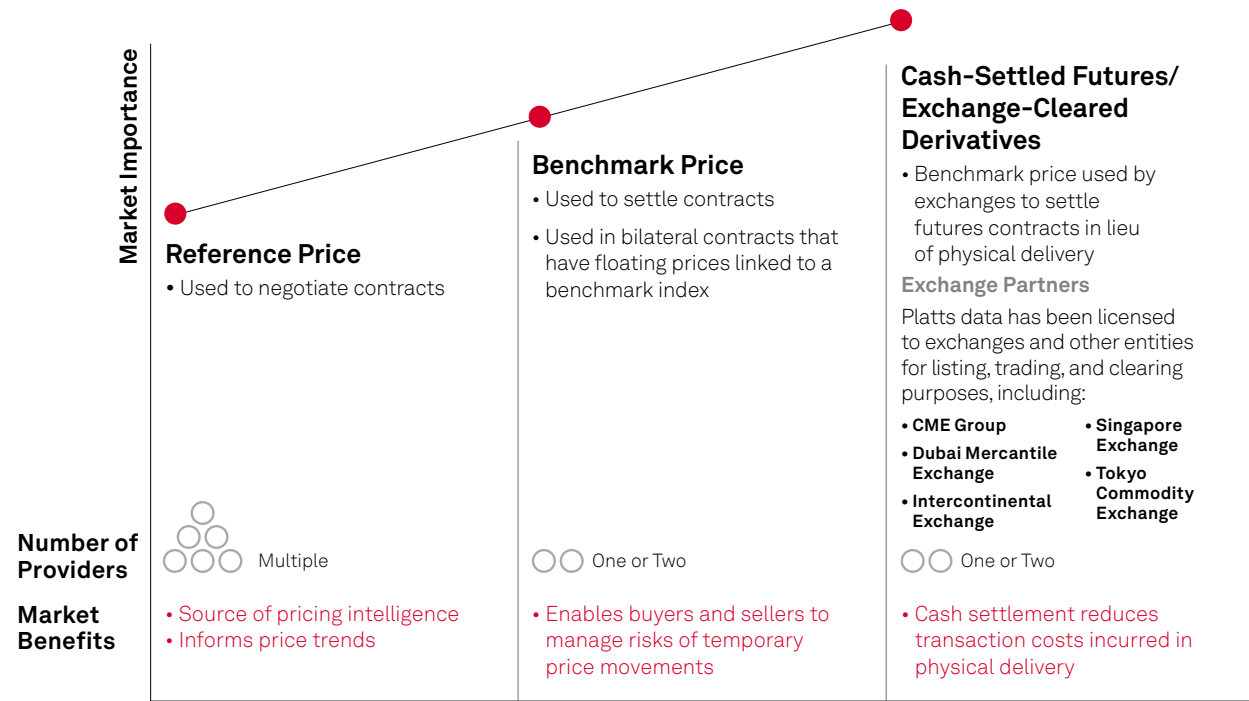 Market Importance
Reference Price
• Used to negotiate contracts
Benchmark Price
• Used to settle contracts
• Used in bilateral contracts that
have floating prices linked to a
benchmark index
Cash-Settled Futures/
Exchange-Cleared
Derivatives
• Benchmark price used by
exchanges to settle
futures contracts in lieu
of physical delivery
Exchange Partners
Platts data has been licensed
to exchanges and other entities
for listing, trading, and clearing
purposes, including:
• CME Group
• Dubai Mercantile
Exchange
• Intercontinental
Exchange
• Singapore
Exchange
• Tokyo
Commodity
Exchange
Number of
Providers
Multiple
One or Two
One or Two
Market
Benefits
• Source of pricing intelligence
• Informs price trends
• Enables buyers and sellers to
manage risks of temporary
price movements
• Cash settlement reduces
transaction costs incurred in
physical delivery